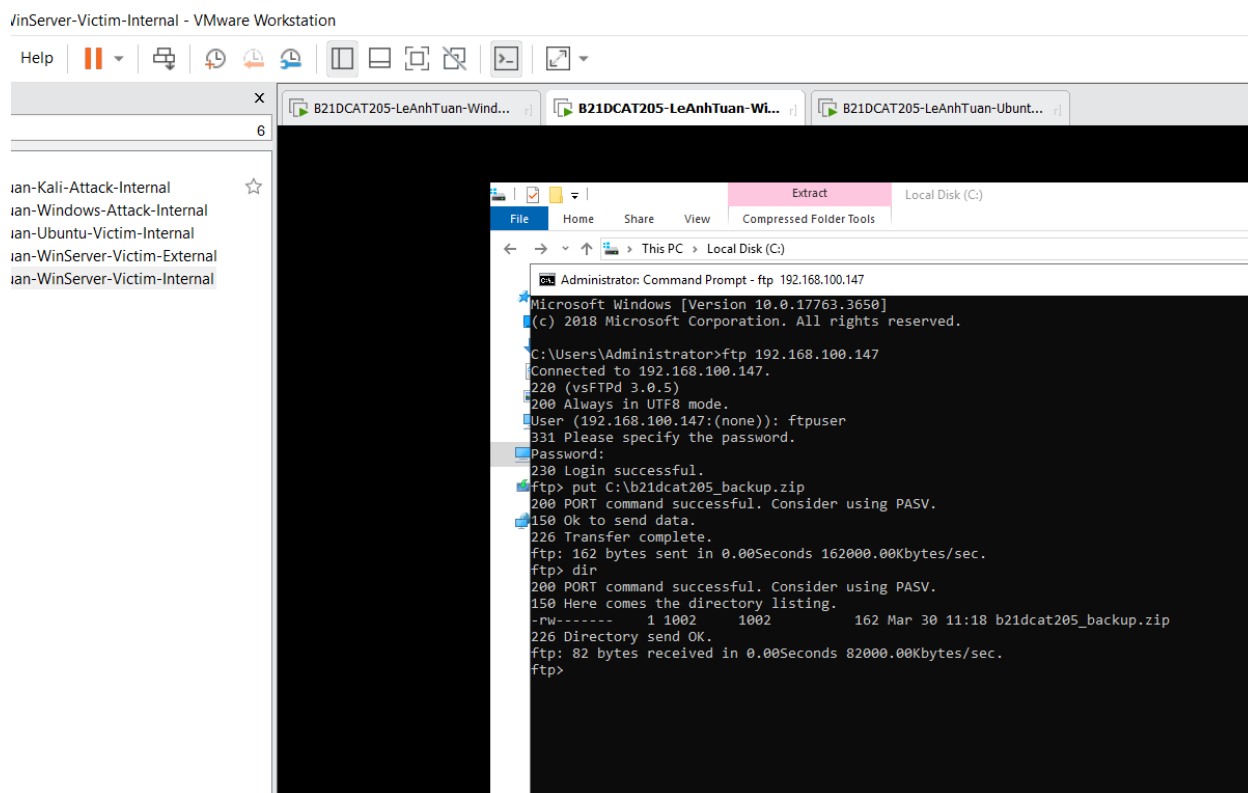 WinServer-Victim-Internal - VMware Workstation
Help
x
B21DCAT205-LeAnhTuan-Wind...
B21DCAT205-LeAnhTuan-Wi...
B21DCAT205-LeAnhTuan-Ubunt...
6
uan-Kali-Attack-Internal
uan-Windows-Attack-Internal
uan-Ubuntu-Victim-Internal
uan-WinServer-Victim-External
uan-WinServer-Victim-Internal
Extract
Local Disk (C:)
File
Home
Share
View
Compressed Folder Tools
This PC > Local Disk (C:)
Administrator: Command Prompt - ftp 192.168.100.147
Microsoft Windows [Version 10.0.17763.3650]
(c) 2018 Microsoft Corporation. All rights reserved.
C:\Users\Administrator>ftp 192.168.100.147
Connected to 192.168.100.147.
220 (vsFTPd 3.0.5)
200 Always in UTF8 mode.
User (192.168.100.147:(none)): ftpuser
331 Please specify the password.
Password:
230 Login successful.
ftp> put C:\b21dcat205_backup.zip
200 PORT command successful. Consider using PASV.
150 Ok to send data.
226 Transfer complete.
ftp: 162 bytes sent in 0.00Seconds 162000.00Kbytes/sec.
ftp> dir
200 PORT command successful. Consider using PASV.
150 Here comes the directory listing.
-rw------- 1 1002 1002 162 Mar 30 11:18 b21dcat205_backup.zip
226 Directory send OK.
ftp: 82 bytes received in 0.00Seconds 82000.00Kbytes/sec.
ftp>